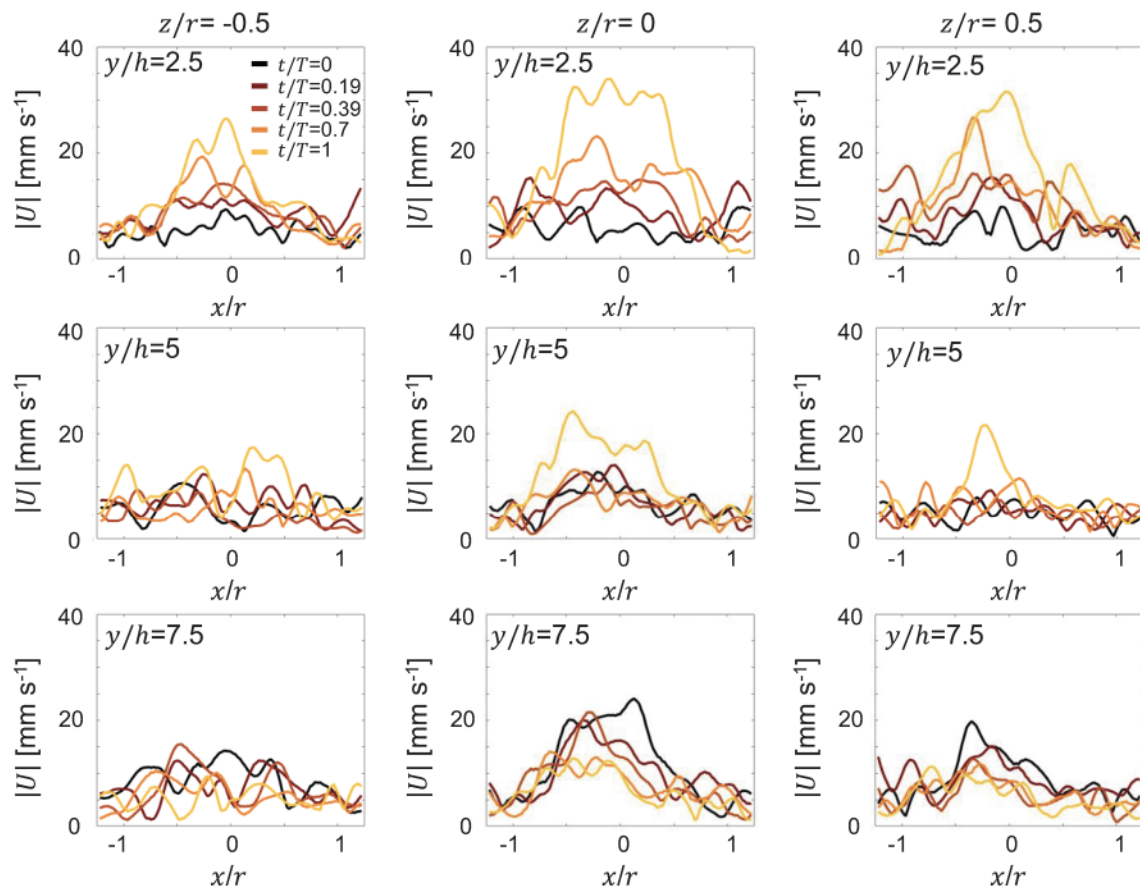 z/r= -0.5
z/r= 0
z/r= 0.5
40
20
0
|U| [mm s⁻¹]
y/h=2.5
t/T=0
t/T=0.19
t/T=0.39
t/T=0.7
t/T=1
-1
0
1
x/r
40
20
0
|U| [mm s⁻¹]
y/h=2.5
-1
0
1
x/r
40
20
0
|U| [mm s⁻¹]
y/h=2.5
-1
0
1
x/r
40
20
0
|U| [mm s⁻¹]
y/h=5
-1
0
1
x/r
40
20
0
|U| [mm s⁻¹]
y/h=5
-1
0
1
x/r
40
20
0
|U| [mm s⁻¹]
y/h=5
-1
0
1
x/r
40
20
0
|U| [mm s⁻¹]
y/h=7.5
-1
0
1
x/r
40
20
0
|U| [mm s⁻¹]
y/h=7.5
-1
0
1
x/r
40
20
0
|U| [mm s⁻¹]
y/h=7.5
-1
0
1
x/r